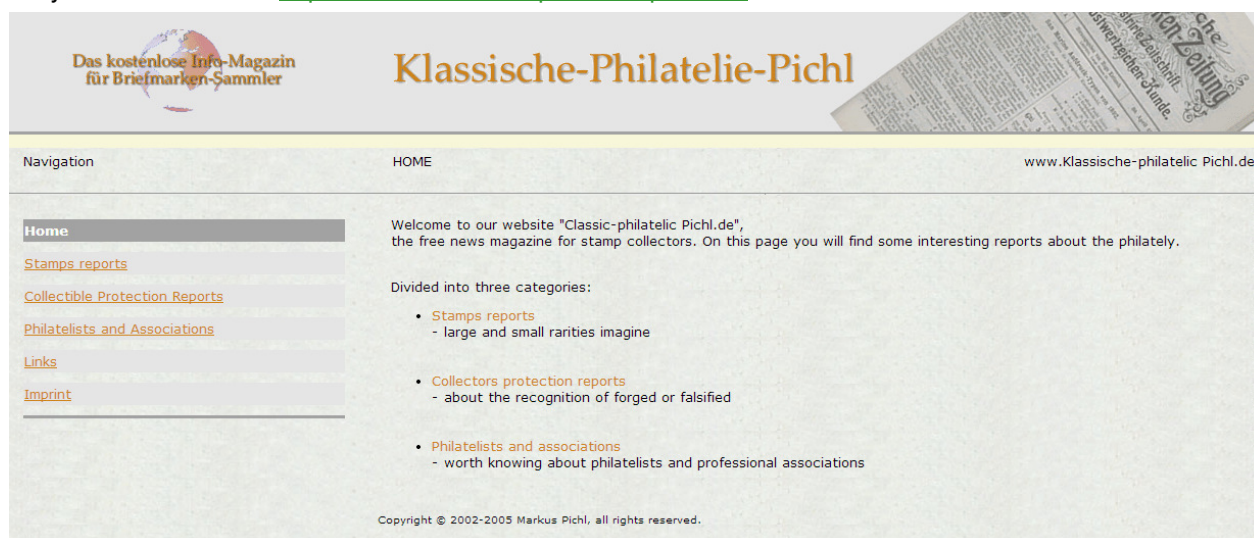 Das kostenlose Info-Magazin
für Briefmarken-Sammler
Klassische-Philatelie-Pichl
Navigation
HOME
www.Klassische-philatelic Pichl.de
Home
Stamps reports
Collectible Protection Reports
Philatelists and Associations
Links
Imprint
Welcome to our website "Classic-philatelic Pichl.de",
the free news magazine for stamp collectors. On this page you will find some interesting reports about the philately.
Divided into three categories:
• Stamps reports
- large and small rarities imagine
• Collectors protection reports
- about the recognition of forged or falsified
• Philatelists and associations
- worth knowing about philatelists and professional associations
Copyright © 2002-2005 Markus Pichl, all rights reserved.